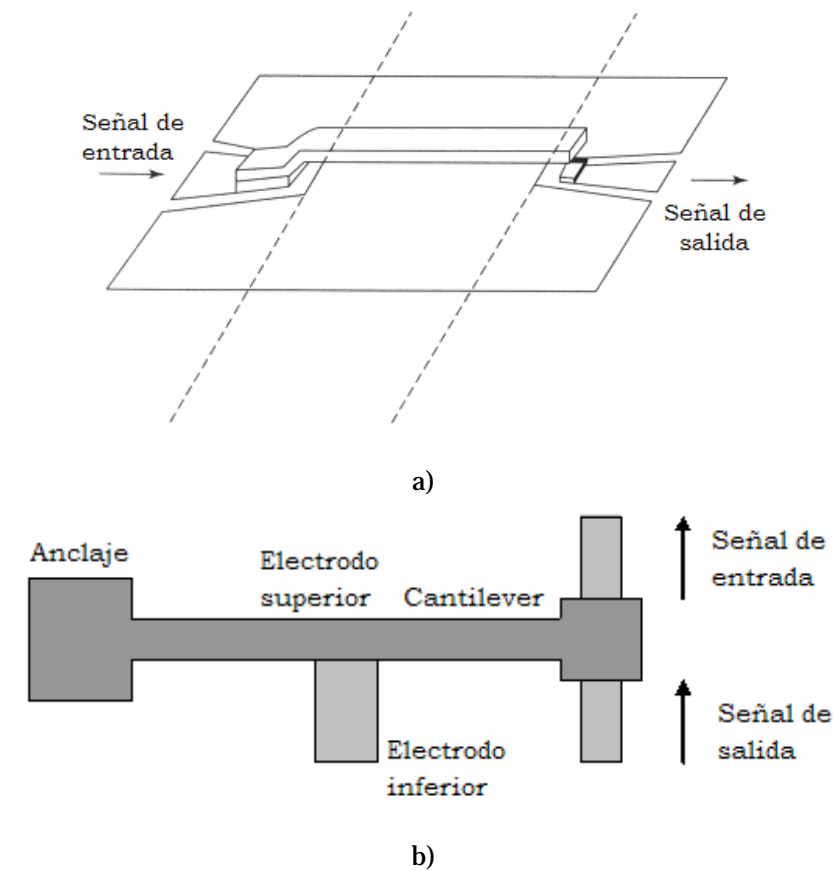 Señal de
entrada
Señal de
salida
a)
Anclaje
Electrodo
superior
Cantilever
Señal de
entrada
Electrodo
inferior
Señal de
salida
b)